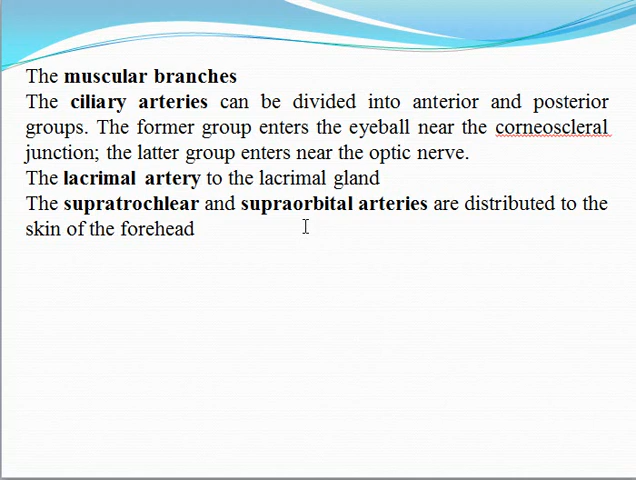 The muscular branches
The ciliary arteries can be divided into anterior and posterior
groups. The former group enters the eyeball near the corneoscleral
junction; the latter group enters near the optic nerve.
The lacrimal artery to the lacrimal gland
The supratrochlear and supraorbital arteries are distributed to the
skin of the forehead